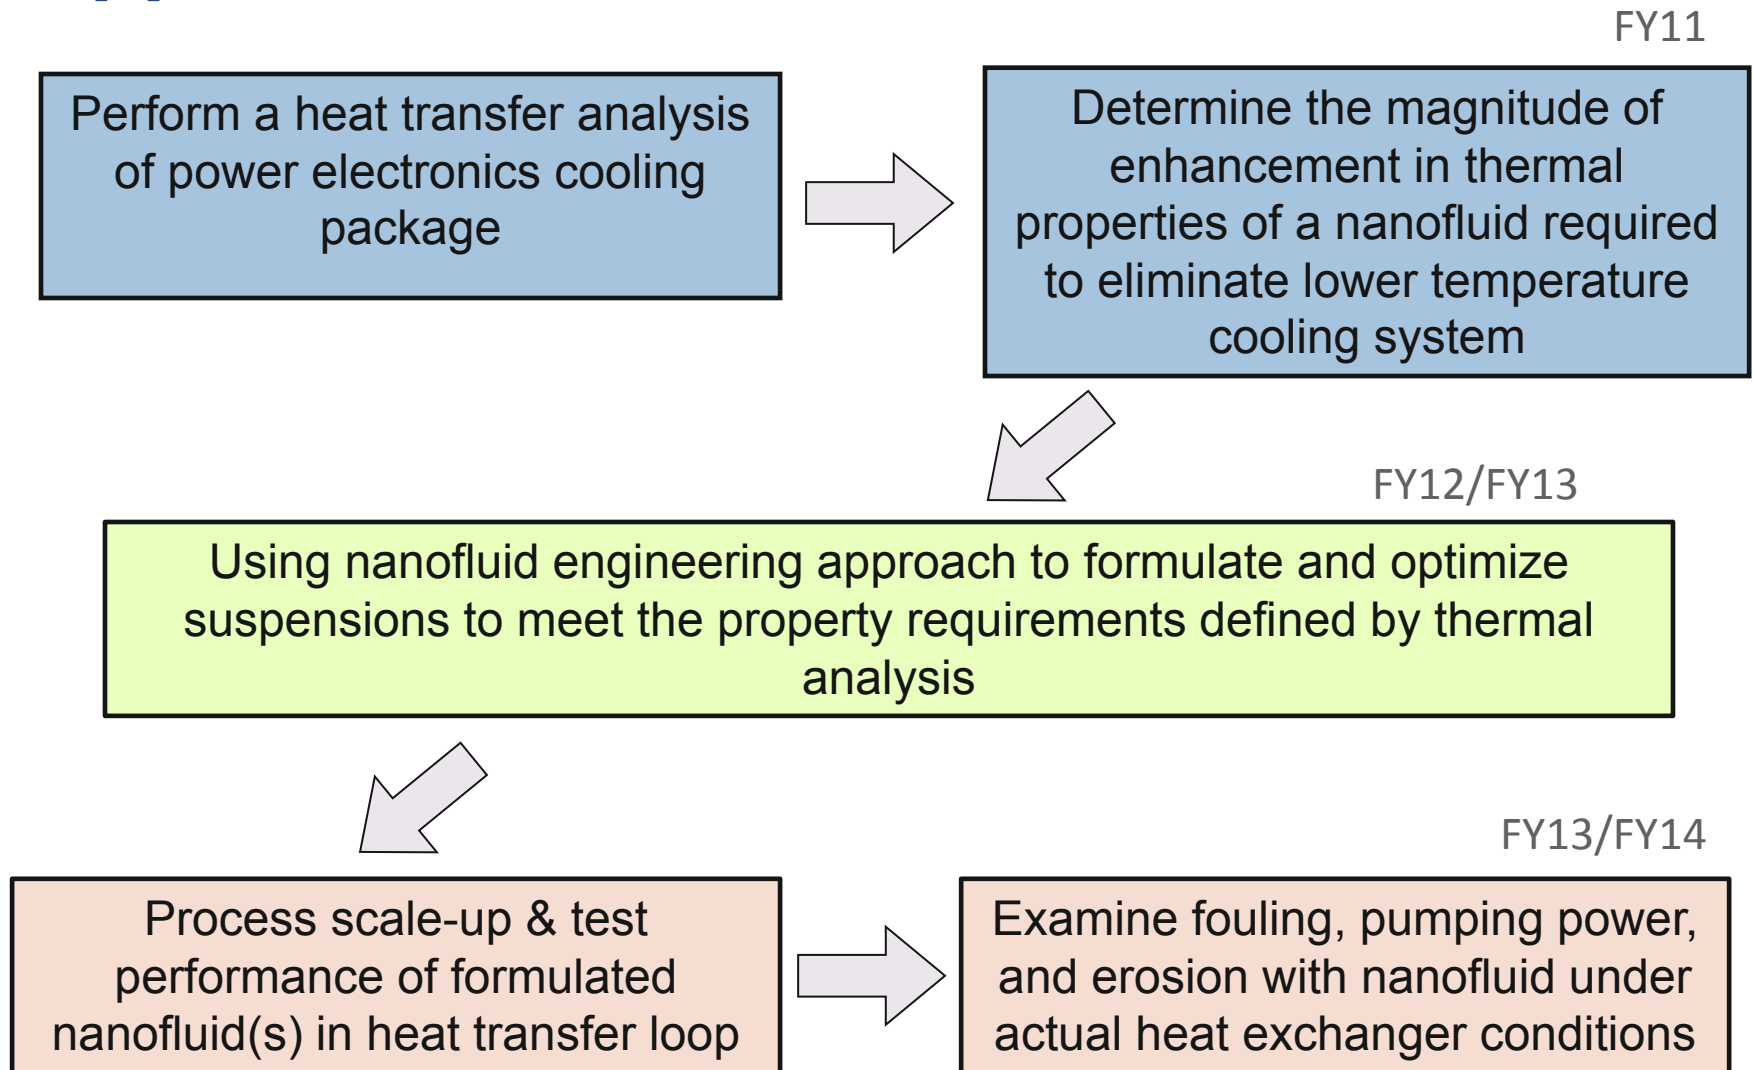 FY11
Perform a heat transfer analysis
of power electronics cooling
package
Determine the magnitude of
enhancement in thermal
properties of a nanofluid required
to eliminate lower temperature
cooling system
FY12/FY13
Using nanofluid engineering approach to formulate and optimize
suspensions to meet the property requirements defined by thermal
analysis
FY13/FY14
Process scale-up & test
performance of formulated
nanofluid(s) in heat transfer loop
Examine fouling, pumping power,
and erosion with nanofluid under
actual heat exchanger conditions